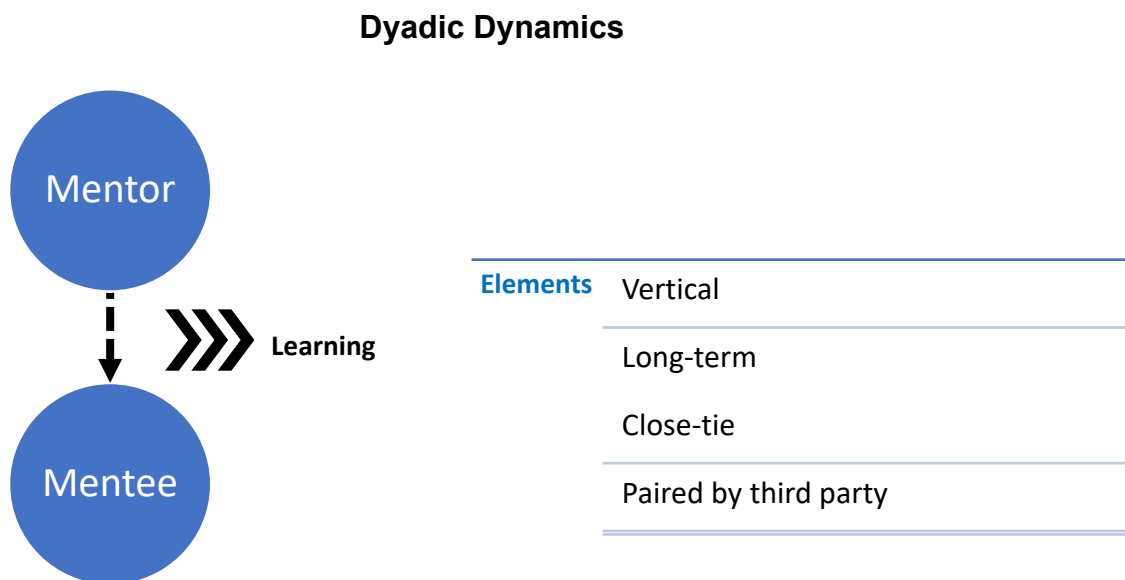 Dyadic Dynamics
Mentor
Learning
Mentee
Elements
Vertical
Long-term
Close-tie
Paired by third party